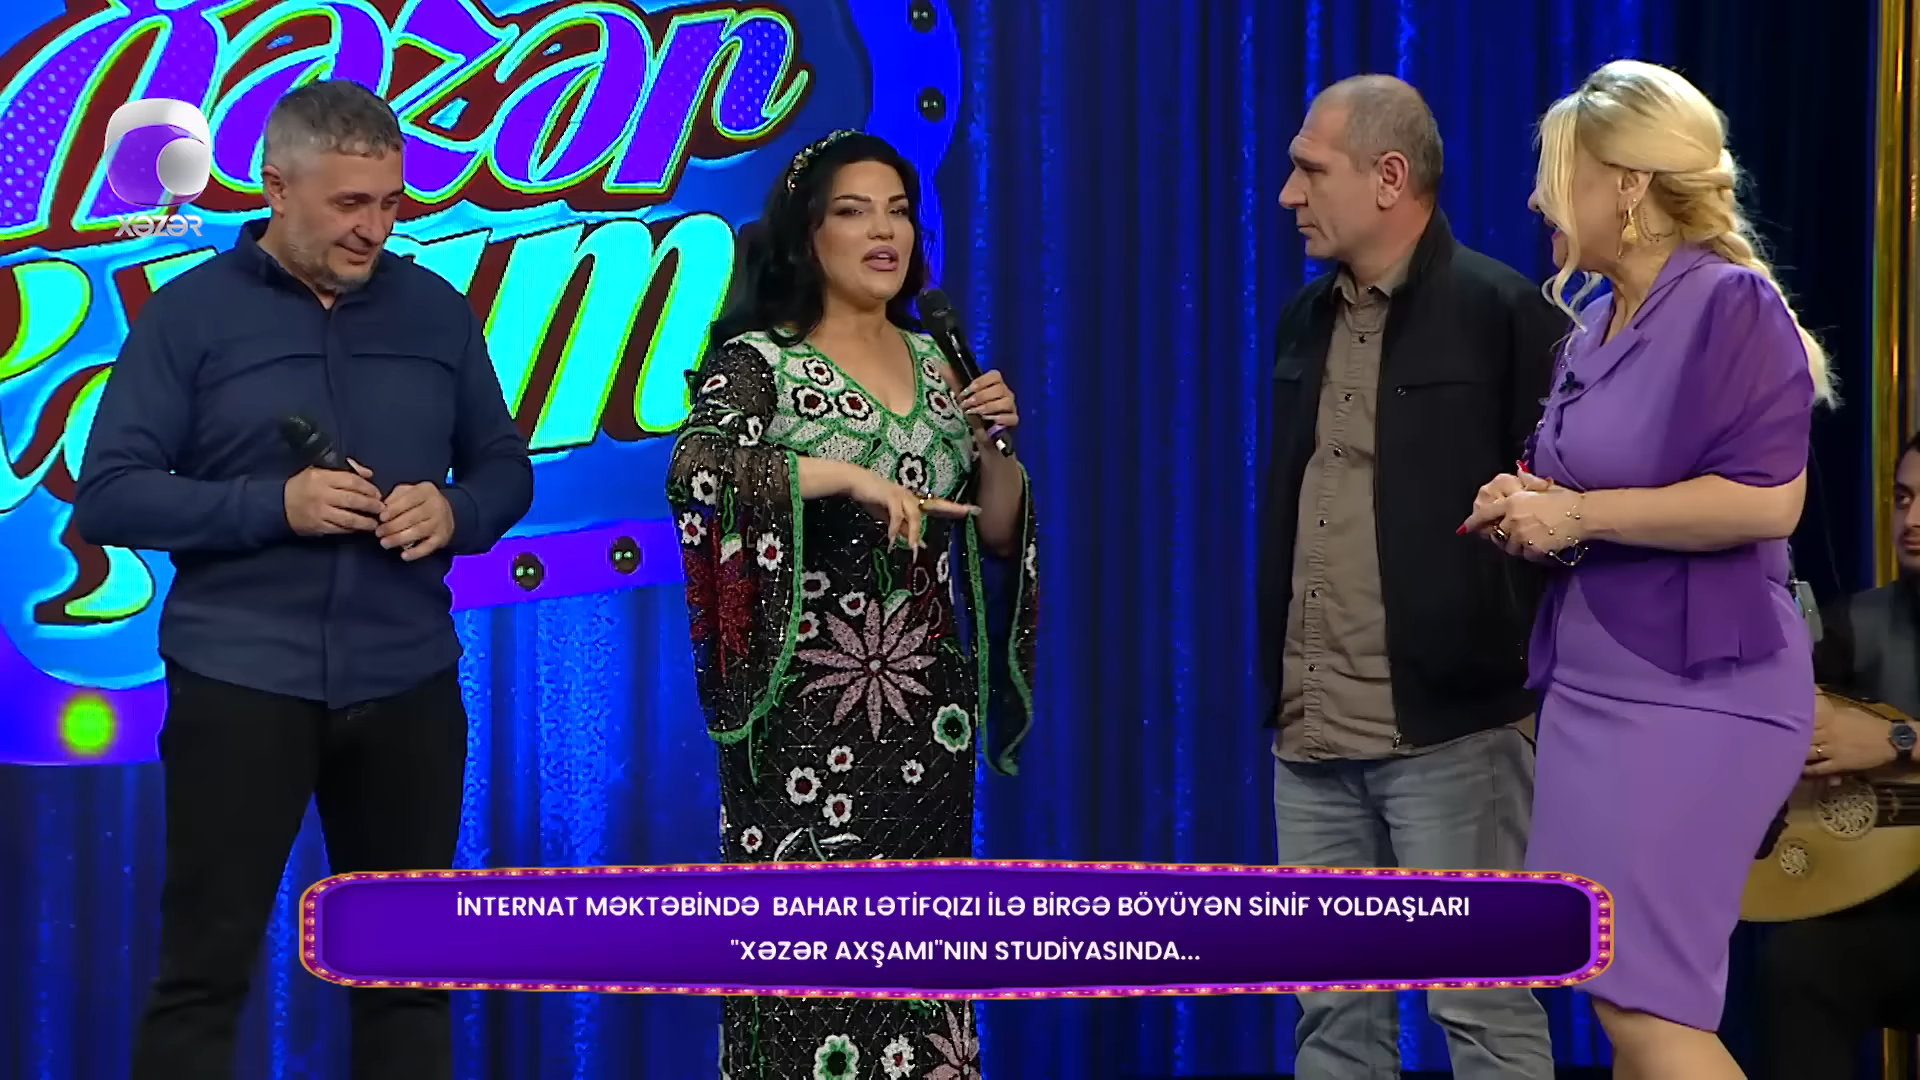 Xəzər
XƏZƏR
İNTERNAT MƏKTƏBİNDƏ BAHAR LƏTİFQIZI İLƏ BİRGƏ BÖYÜYƏN SİNİF YOLDAŞLARI
"XƏZƏR AXŞAMI"NIN STUDİYASINDA...